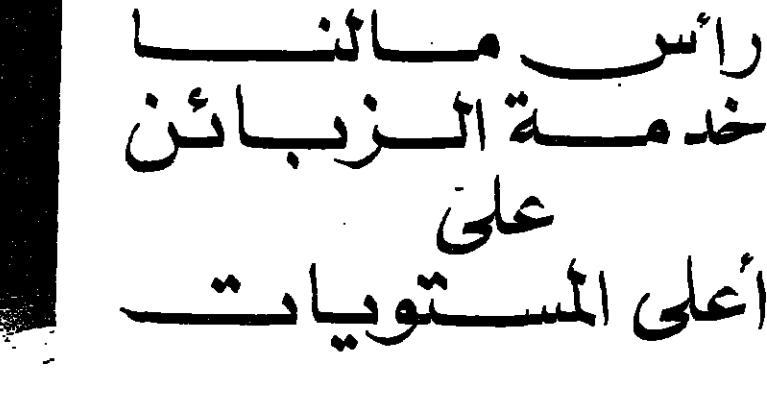 رأس مالنا
خدمة الزبائن
على
أعلى المستويات